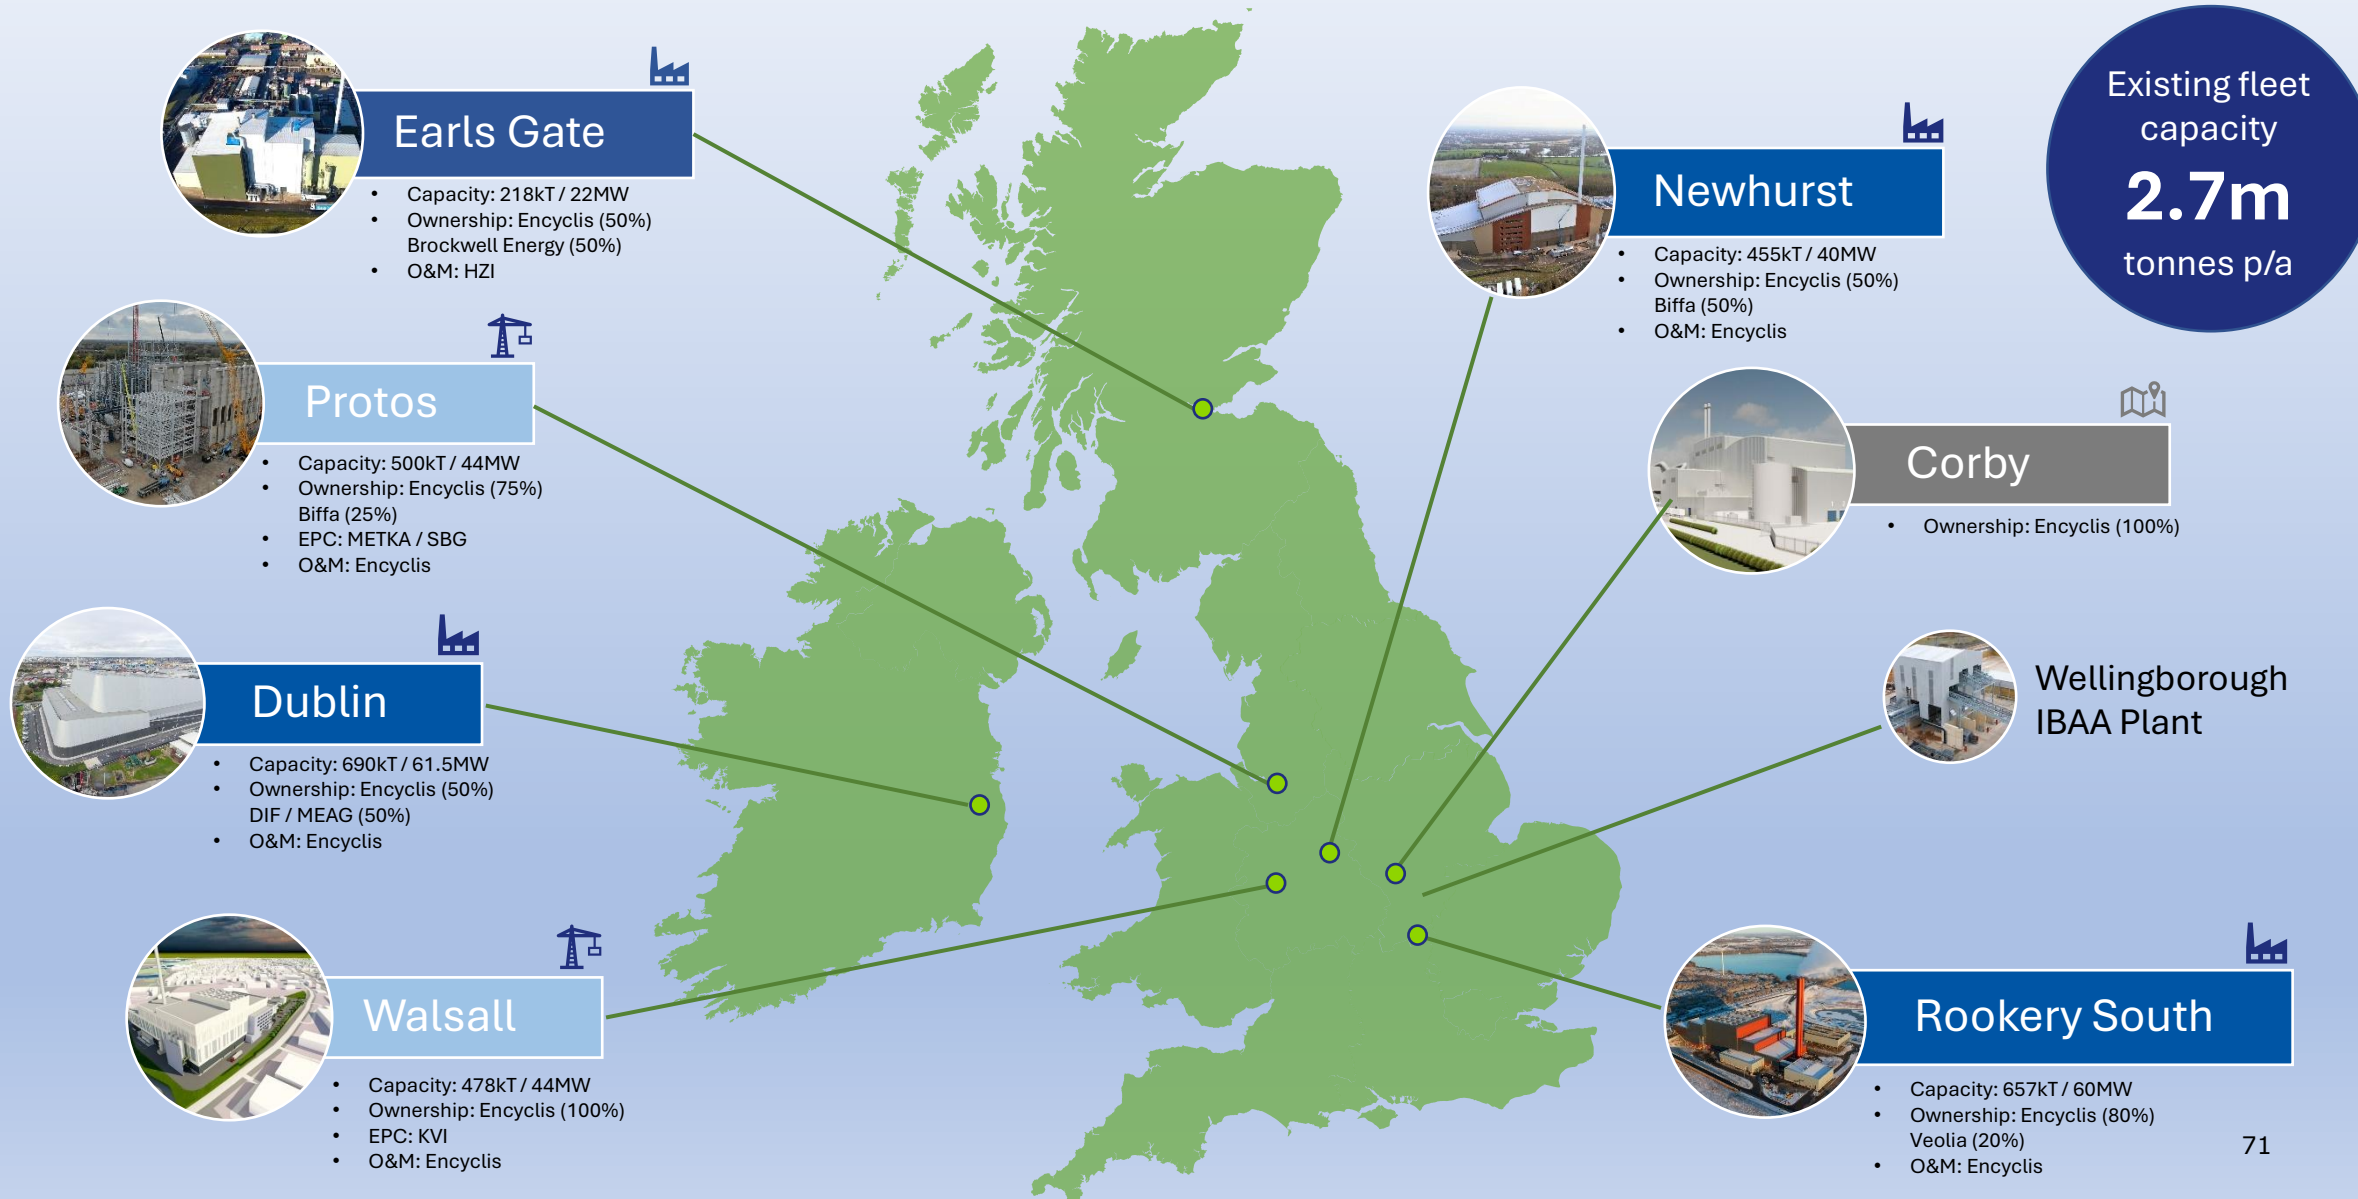 Earls Gate
• Capacity: 218kT / 22MW
• Ownership: Encyclis (50%)
Brockwell Energy (50%)
• O&M: HZI
Protos
• Capacity: 500kT / 44MW
• Ownership: Encyclis (75%)
Biffa (25%)
• EPC: METKA / SBG
• O&M: Encyclis
Dublin
• Capacity: 690kT / 61.5MW
• Ownership: Encyclis (50%)
DIF / MEAG (50%)
• O&M: Encyclis
Walsall
• Capacity: 478kT / 44MW
• Ownership: Encyclis (100%)
• EPC: KVI
• O&M: Encyclis
Newhurst
• Capacity: 455kT / 40MW
• Ownership: Encyclis (50%)
Biffa (50%)
• O&M: Encyclis
Existing fleet
capacity
2.7m
tonnes p/a
Corby
• Ownership: Encyclis (100%)
Wellingborough
IBAA Plant
Rookery South
• Capacity: 657kT / 60MW
• Ownership: Encyclis (80%)
Veolia (20%)
• O&M: Encyclis
71